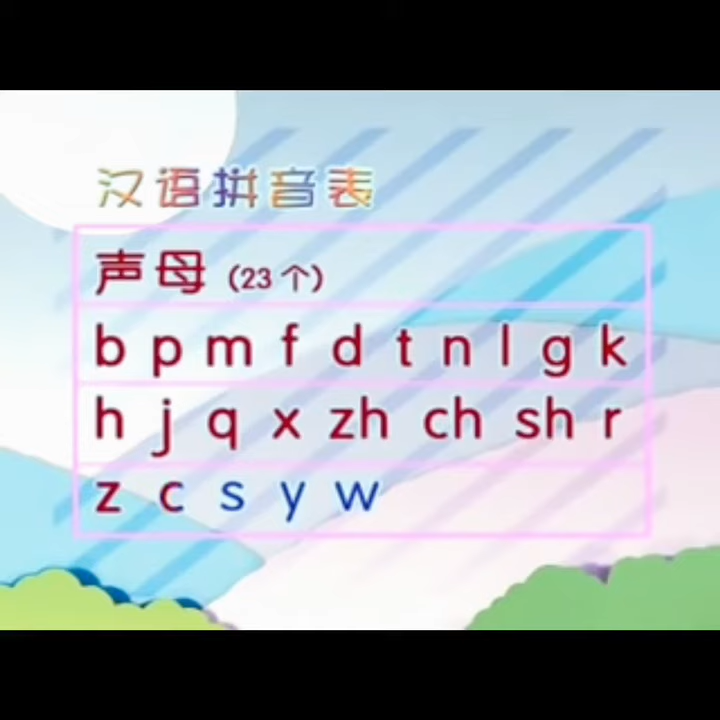 汉语拼音表
声母（23个）
b p m f d t n l g k
h j q x zh ch sh r
z c s y w